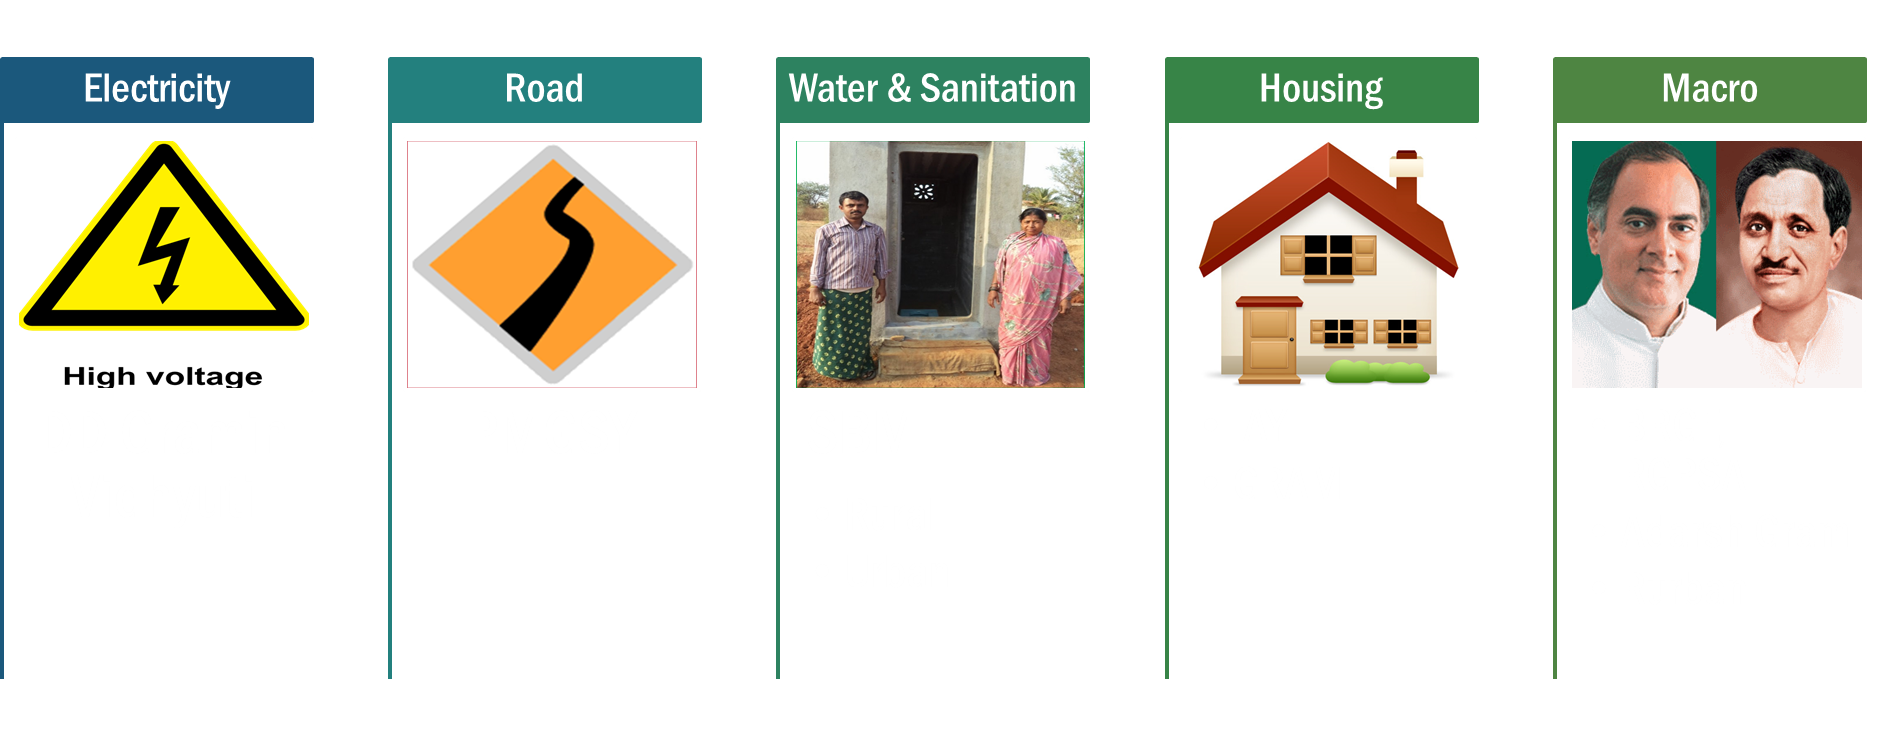 Electricity
Road
Water & Sanitation
Housing
Macro
High voltage